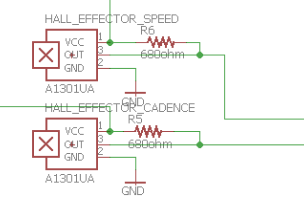 HALL_EFFECTOR_SPEED
R6
VCC 1
OUT 3
GND 2
680ohm
A1301UA
GND
HALL_EFFECTOR_CADENCE
R5
VCC 1
OUT 3
GND 2
680ohm
A1301UA
GND